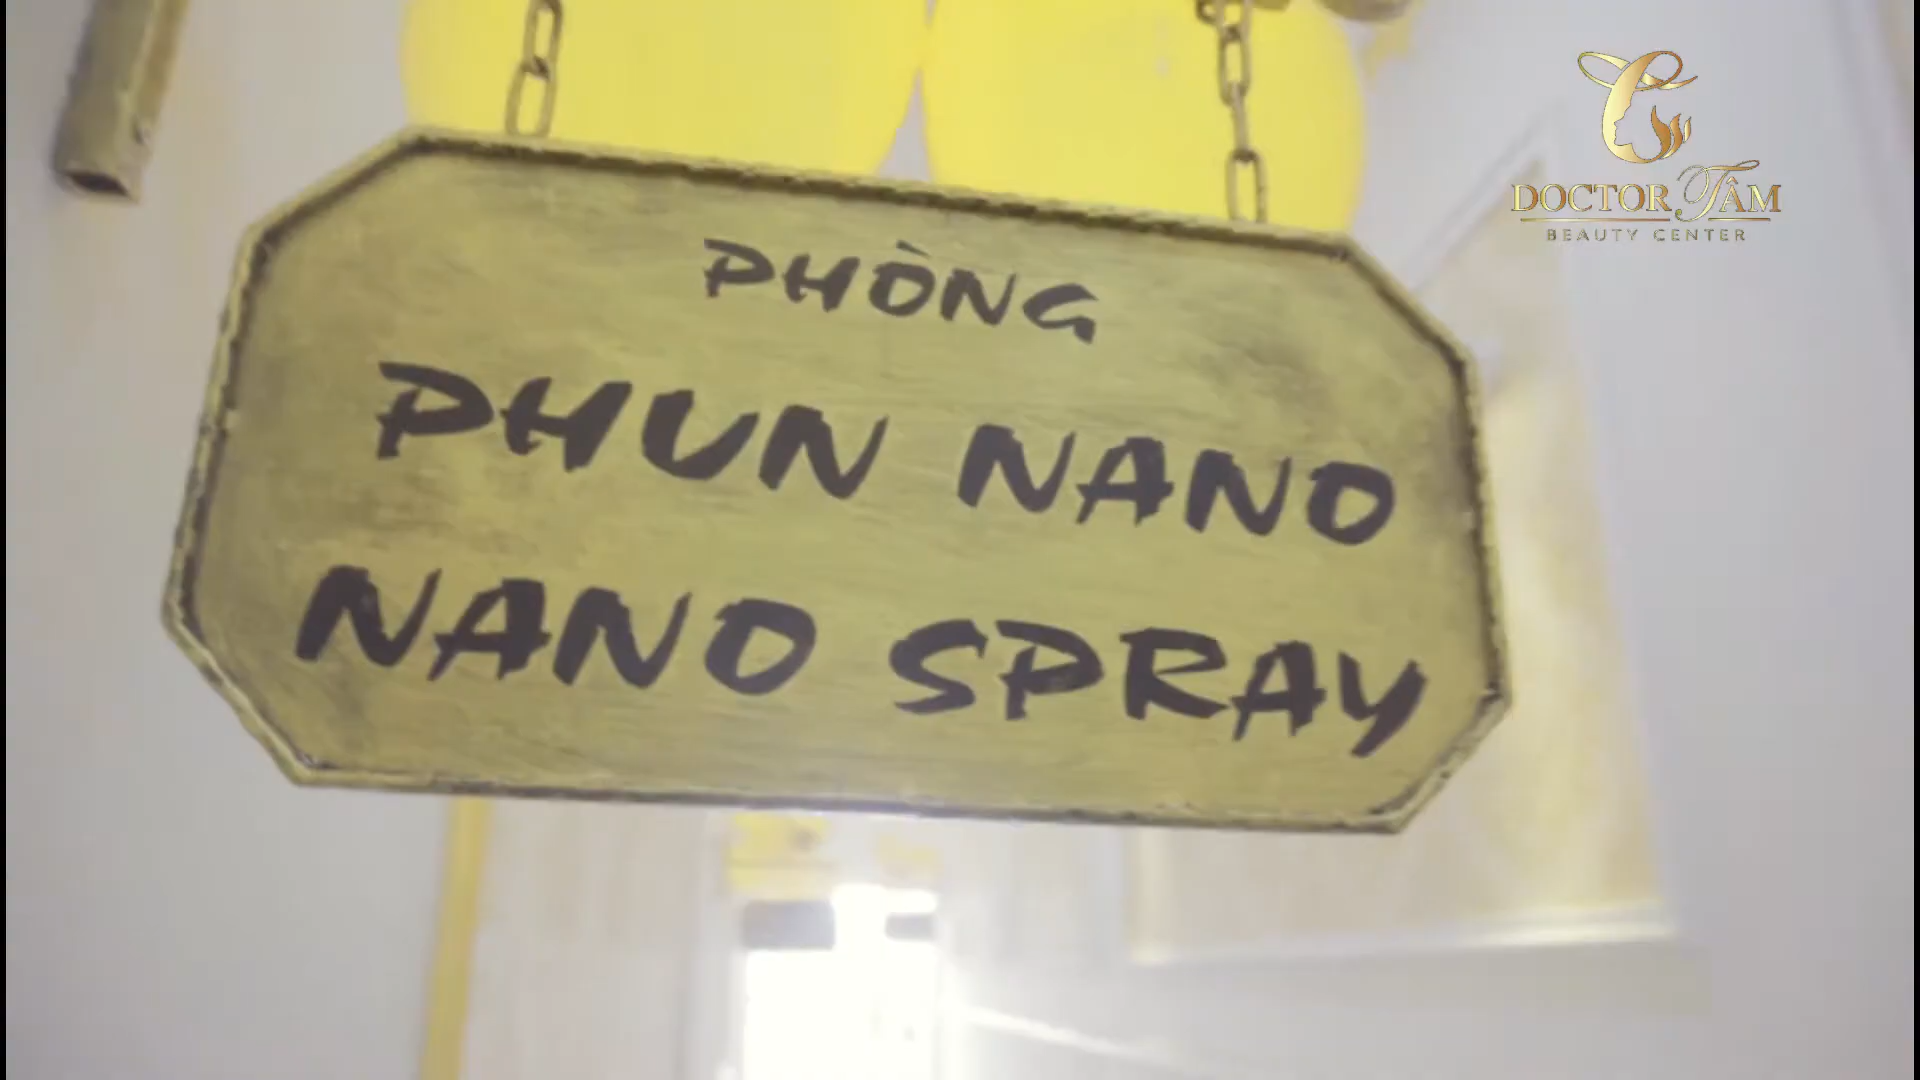 DOCTOR TÂM
BEAUTY CENTER
PHÒNG
PHUN NANO
NANO SPRAY